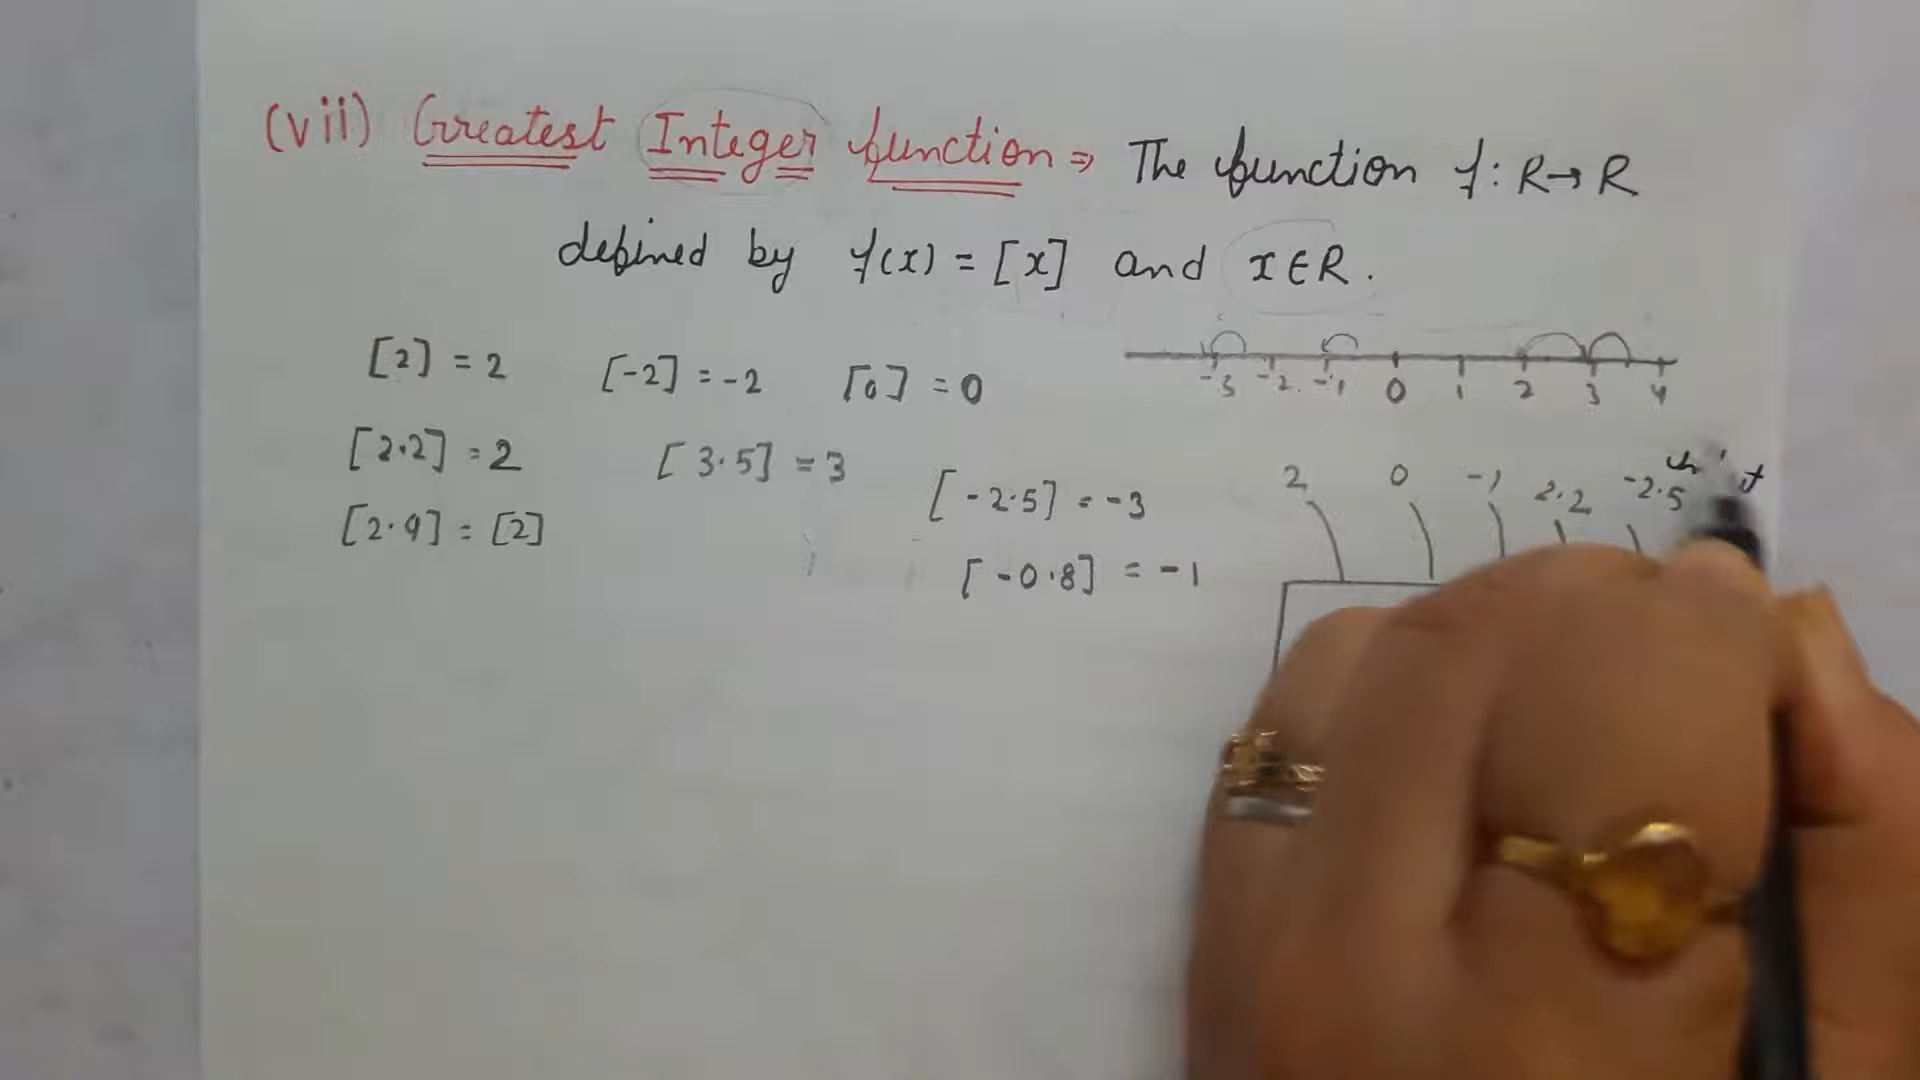 (vii) Greatest Integer function ⇒ The function f: R→R
defined by f(x) = [x] and x∈R.
[2] = 2 [-2] = -2 [0] = 0
-3 -2 -1 0 1 2 3 4
[2.2] = 2 [3.5] = 3
[2.9] = [2]
[-2.5] = -3
[-0.8] = -1
2 0 -1 2.2 -2.5